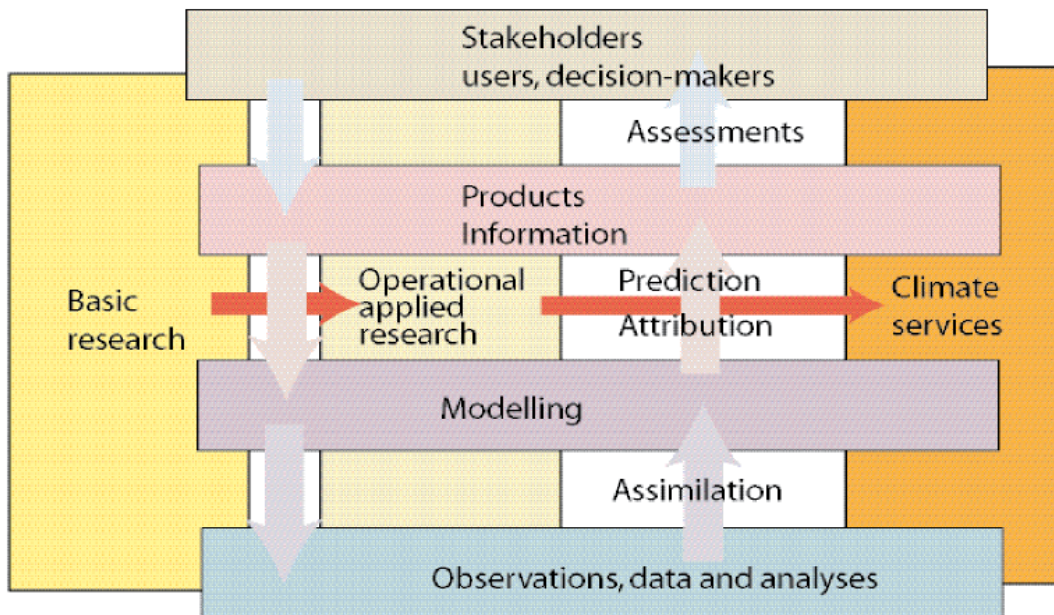 Stakeholders
users, decision-makers
Assessments
Products
Information
Basic
research
Operational
applied
research
Prediction
Attribution
Climate
services
Modelling
Assimilation
Observations, data and analyses